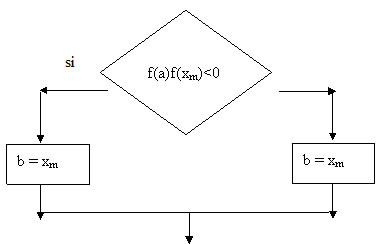 si
f(a)f(xₘ)<0
b = xₘ
b = xₘ